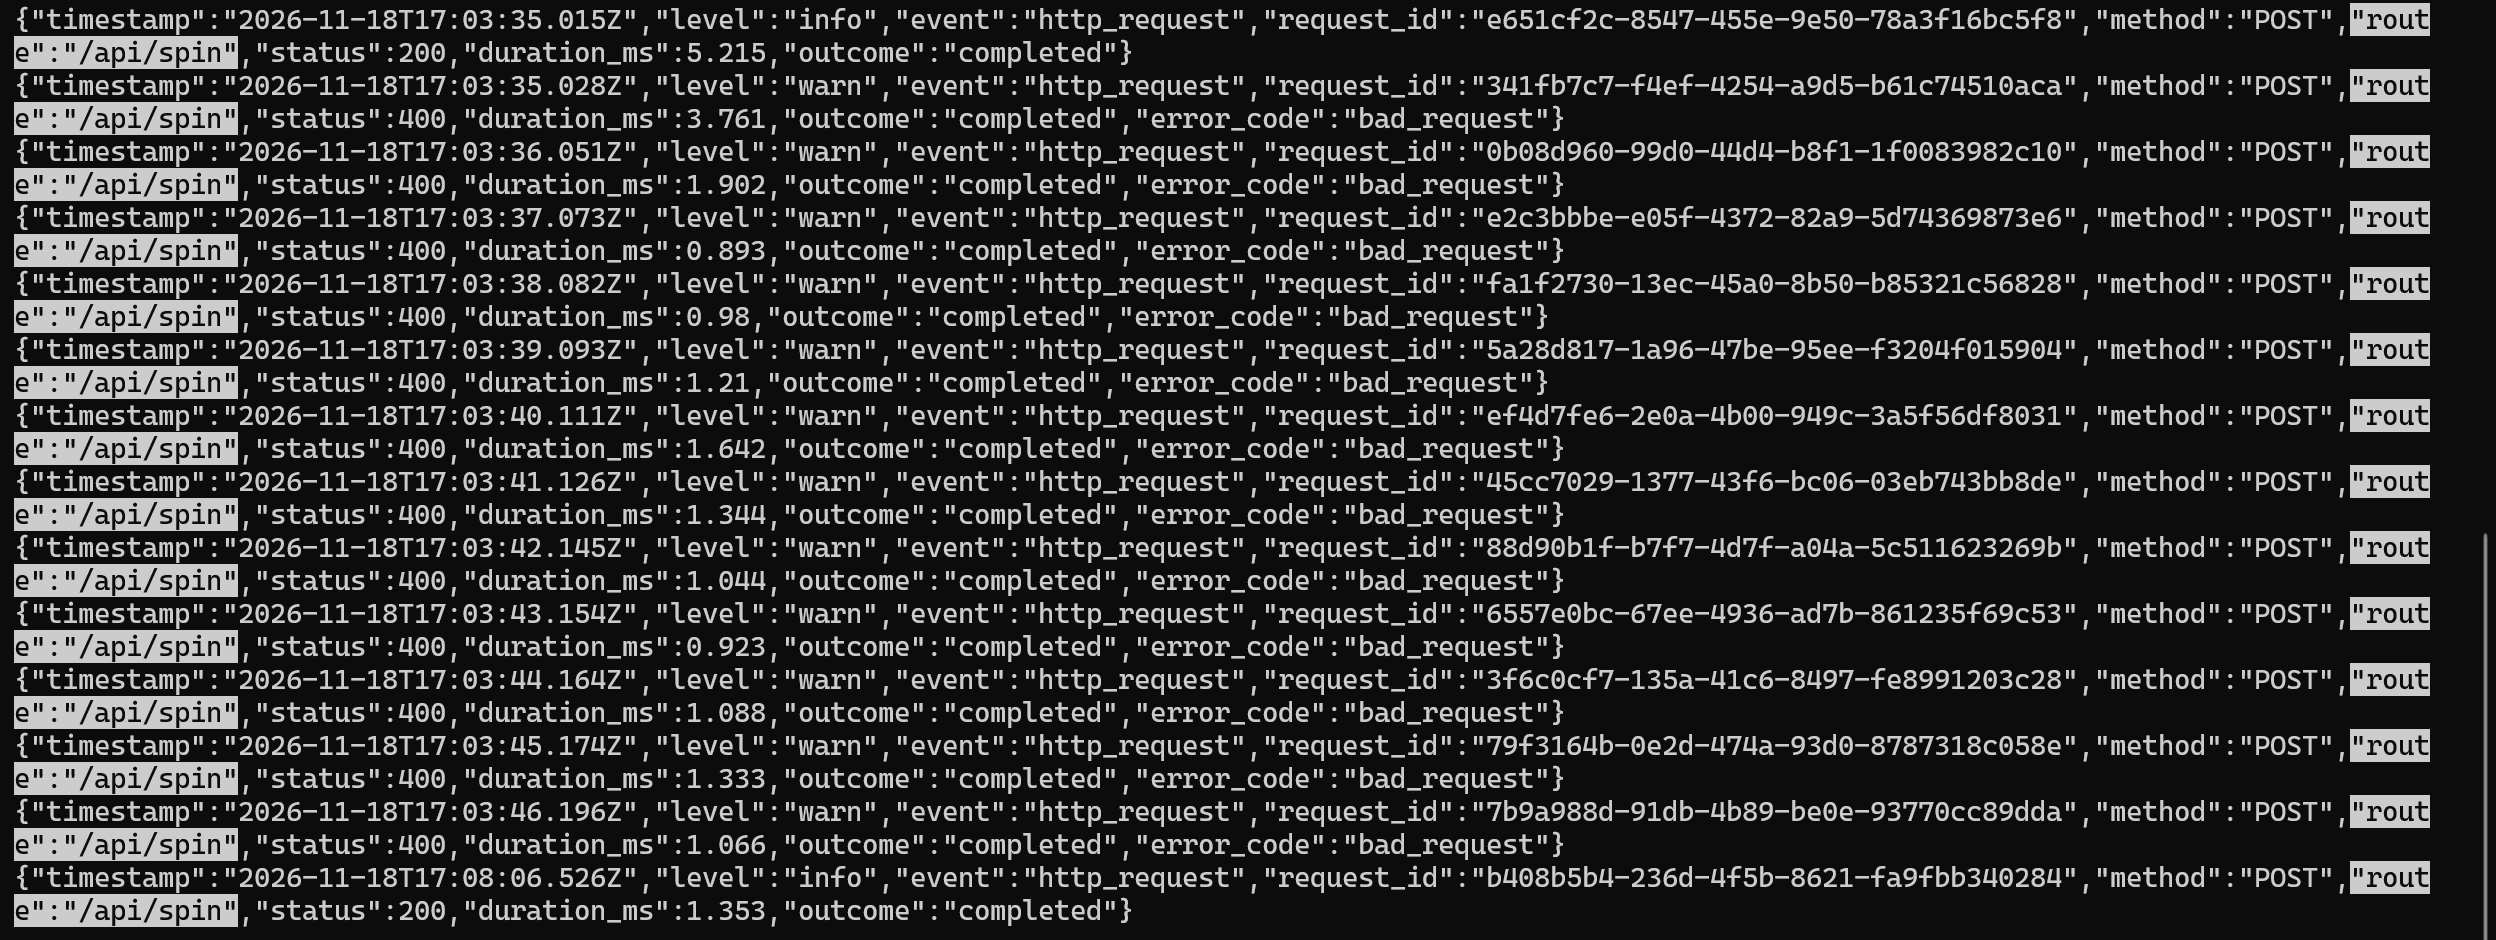 {"timestamp":"2026-11-18T17:03:35.015Z","level":"info","event":"http_request","request_id":"e651cf2c-8547-455e-9e50-78a3f16bc5f8","method":"POST","rout
e":"/api/spin","status":200,"duration_ms":5.215,"outcome":"completed"}
{"timestamp":"2026-11-18T17:03:35.028Z","level":"warn","event":"http_request","request_id":"341fb7c7-f4ef-4254-a9d5-b61c74510aca","method":"POST","rout
e":"/api/spin","status":400,"duration_ms":3.761,"outcome":"completed","error_code":"bad_request"}
{"timestamp":"2026-11-18T17:03:36.051Z","level":"warn","event":"http_request","request_id":"0b08d960-99d0-44d4-b8f1-1f0083982c10","method":"POST","rout
e":"/api/spin","status":400,"duration_ms":1.902,"outcome":"completed","error_code":"bad_request"}
{"timestamp":"2026-11-18T17:03:37.073Z","level":"warn","event":"http_request","request_id":"e2c3bbbe-e05f-4372-82a9-5d74369873e6","method":"POST","rout
e":"/api/spin","status":400,"duration_ms":0.893,"outcome":"completed","error_code":"bad_request"}
{"timestamp":"2026-11-18T17:03:38.082Z","level":"warn","event":"http_request","request_id":"fa1f2730-13ec-45a0-8b50-b85321c56828","method":"POST","rout
e":"/api/spin","status":400,"duration_ms":0.98,"outcome":"completed","error_code":"bad_request"}
{"timestamp":"2026-11-18T17:03:39.093Z","level":"warn","event":"http_request","request_id":"5a28d817-1a96-47be-95ee-f3204f015904","method":"POST","rout
e":"/api/spin","status":400,"duration_ms":1.21,"outcome":"completed","error_code":"bad_request"}
{"timestamp":"2026-11-18T17:03:40.111Z","level":"warn","event":"http_request","request_id":"ef4d7fe6-2e0a-4b00-949c-3a5f56df8031","method":"POST","rout
e":"/api/spin","status":400,"duration_ms":1.642,"outcome":"completed","error_code":"bad_request"}
{"timestamp":"2026-11-18T17:03:41.126Z","level":"warn","event":"http_request","request_id":"45cc7029-1377-43f6-bc06-03eb743bb8de","method":"POST","rout
e":"/api/spin","status":400,"duration_ms":1.344,"outcome":"completed","error_code":"bad_request"}
{"timestamp":"2026-11-18T17:03:42.145Z","level":"warn","event":"http_request","request_id":"88d90b1f-b7f7-4d7f-a04a-5c511623269b","method":"POST","rout
e":"/api/spin","status":400,"duration_ms":1.044,"outcome":"completed","error_code":"bad_request"}
{"timestamp":"2026-11-18T17:03:43.154Z","level":"warn","event":"http_request","request_id":"6557e0bc-67ee-4936-ad7b-861235f69c53","method":"POST","rout
e":"/api/spin","status":400,"duration_ms":0.923,"outcome":"completed","error_code":"bad_request"}
{"timestamp":"2026-11-18T17:03:44.164Z","level":"warn","event":"http_request","request_id":"3f6c0cf7-135a-41c6-8497-fe8991203c28","method":"POST","rout
e":"/api/spin","status":400,"duration_ms":1.088,"outcome":"completed","error_code":"bad_request"}
{"timestamp":"2026-11-18T17:03:45.174Z","level":"warn","event":"http_request","request_id":"79f3164b-0e2d-474a-93d0-8787318c058e","method":"POST","rout
e":"/api/spin","status":400,"duration_ms":1.333,"outcome":"completed","error_code":"bad_request"}
{"timestamp":"2026-11-18T17:03:46.196Z","level":"warn","event":"http_request","request_id":"7b9a988d-91db-4b89-be0e-93770cc89dda","method":"POST","rout
e":"/api/spin","status":400,"duration_ms":1.066,"outcome":"completed","error_code":"bad_request"}
{"timestamp":"2026-11-18T17:08:06.526Z","level":"info","event":"http_request","request_id":"b408b5b4-236d-4f5b-8621-fa9fbb340284","method":"POST","rout
e":"/api/spin","status":200,"duration_ms":1.353,"outcome":"completed"}